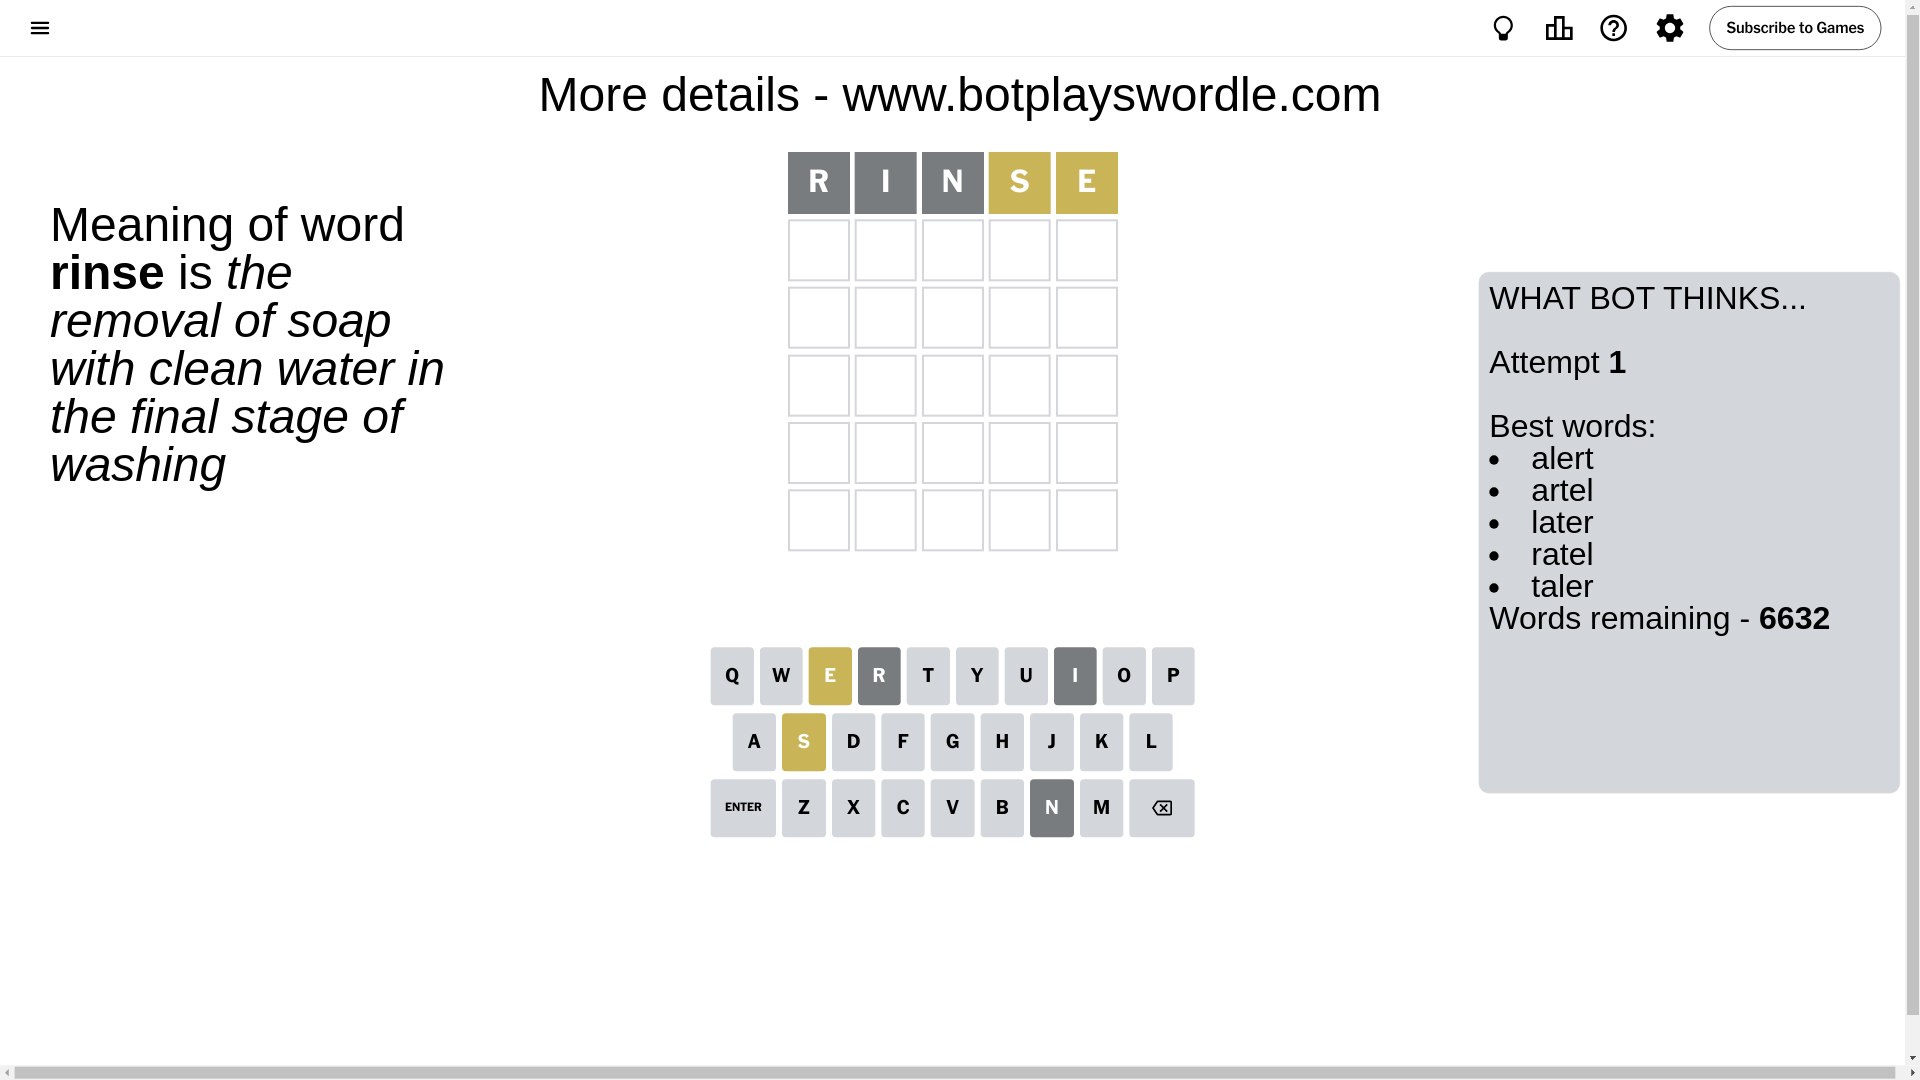 Subscribe to Games
More details - www.botplayswordle.com
R I N S E
Meaning of word
rinse is the
removal of soap
with clean water in
the final stage of
washing
WHAT BOT THINKS...
Attempt 1
Best words:
• alert
• artel
• later
• ratel
• taler
Words remaining - 6632
Q W E R T Y U I O P
A S D F G H J K L
ENTER Z X C V B N M